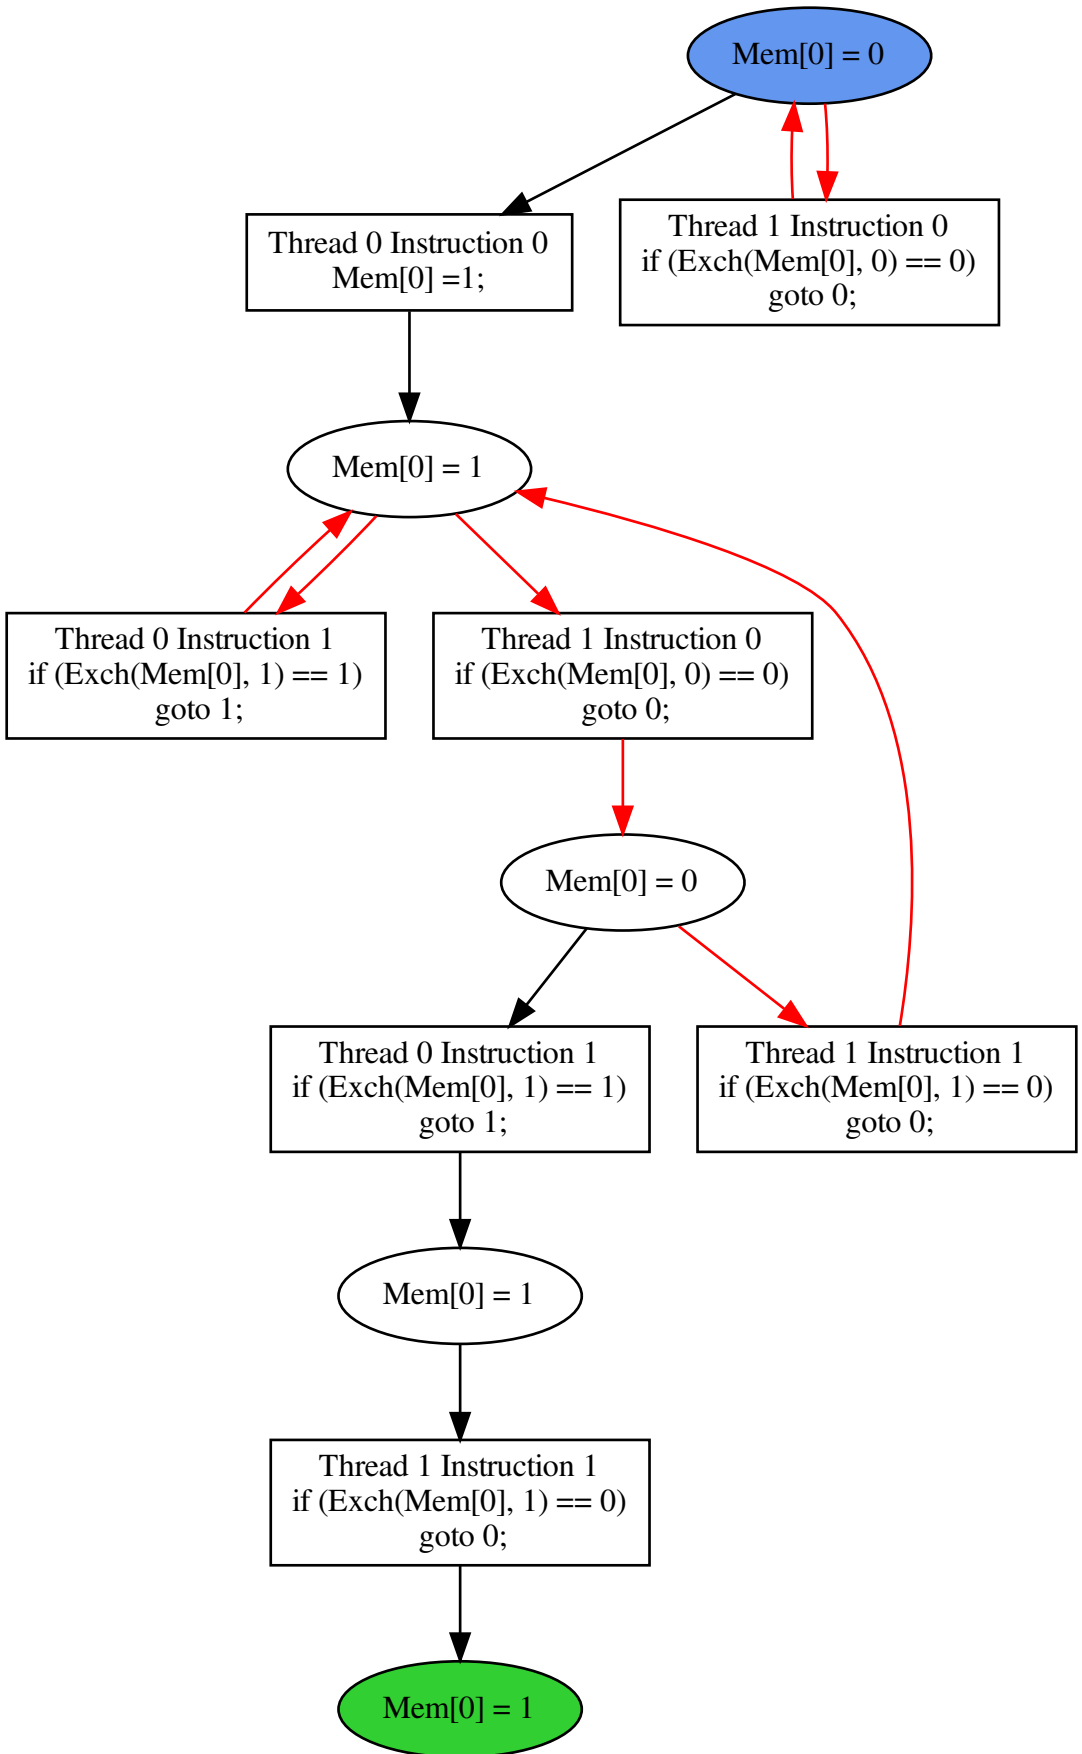 Mem[0] = 0
Thread 0 Instruction 0
Mem[0] =1;
Thread 1 Instruction 0
if (Exch(Mem[0], 0) == 0)
goto 0;
Mem[0] = 1
Thread 0 Instruction 1
if (Exch(Mem[0], 1) == 1)
goto 1;
Thread 1 Instruction 0
if (Exch(Mem[0], 0) == 0)
goto 0;
Mem[0] = 0
Thread 0 Instruction 1
if (Exch(Mem[0], 1) == 1)
goto 1;
Thread 1 Instruction 1
if (Exch(Mem[0], 1) == 0)
goto 0;
Mem[0] = 1
Thread 1 Instruction 1
if (Exch(Mem[0], 1) == 0)
goto 0;
Mem[0] = 1